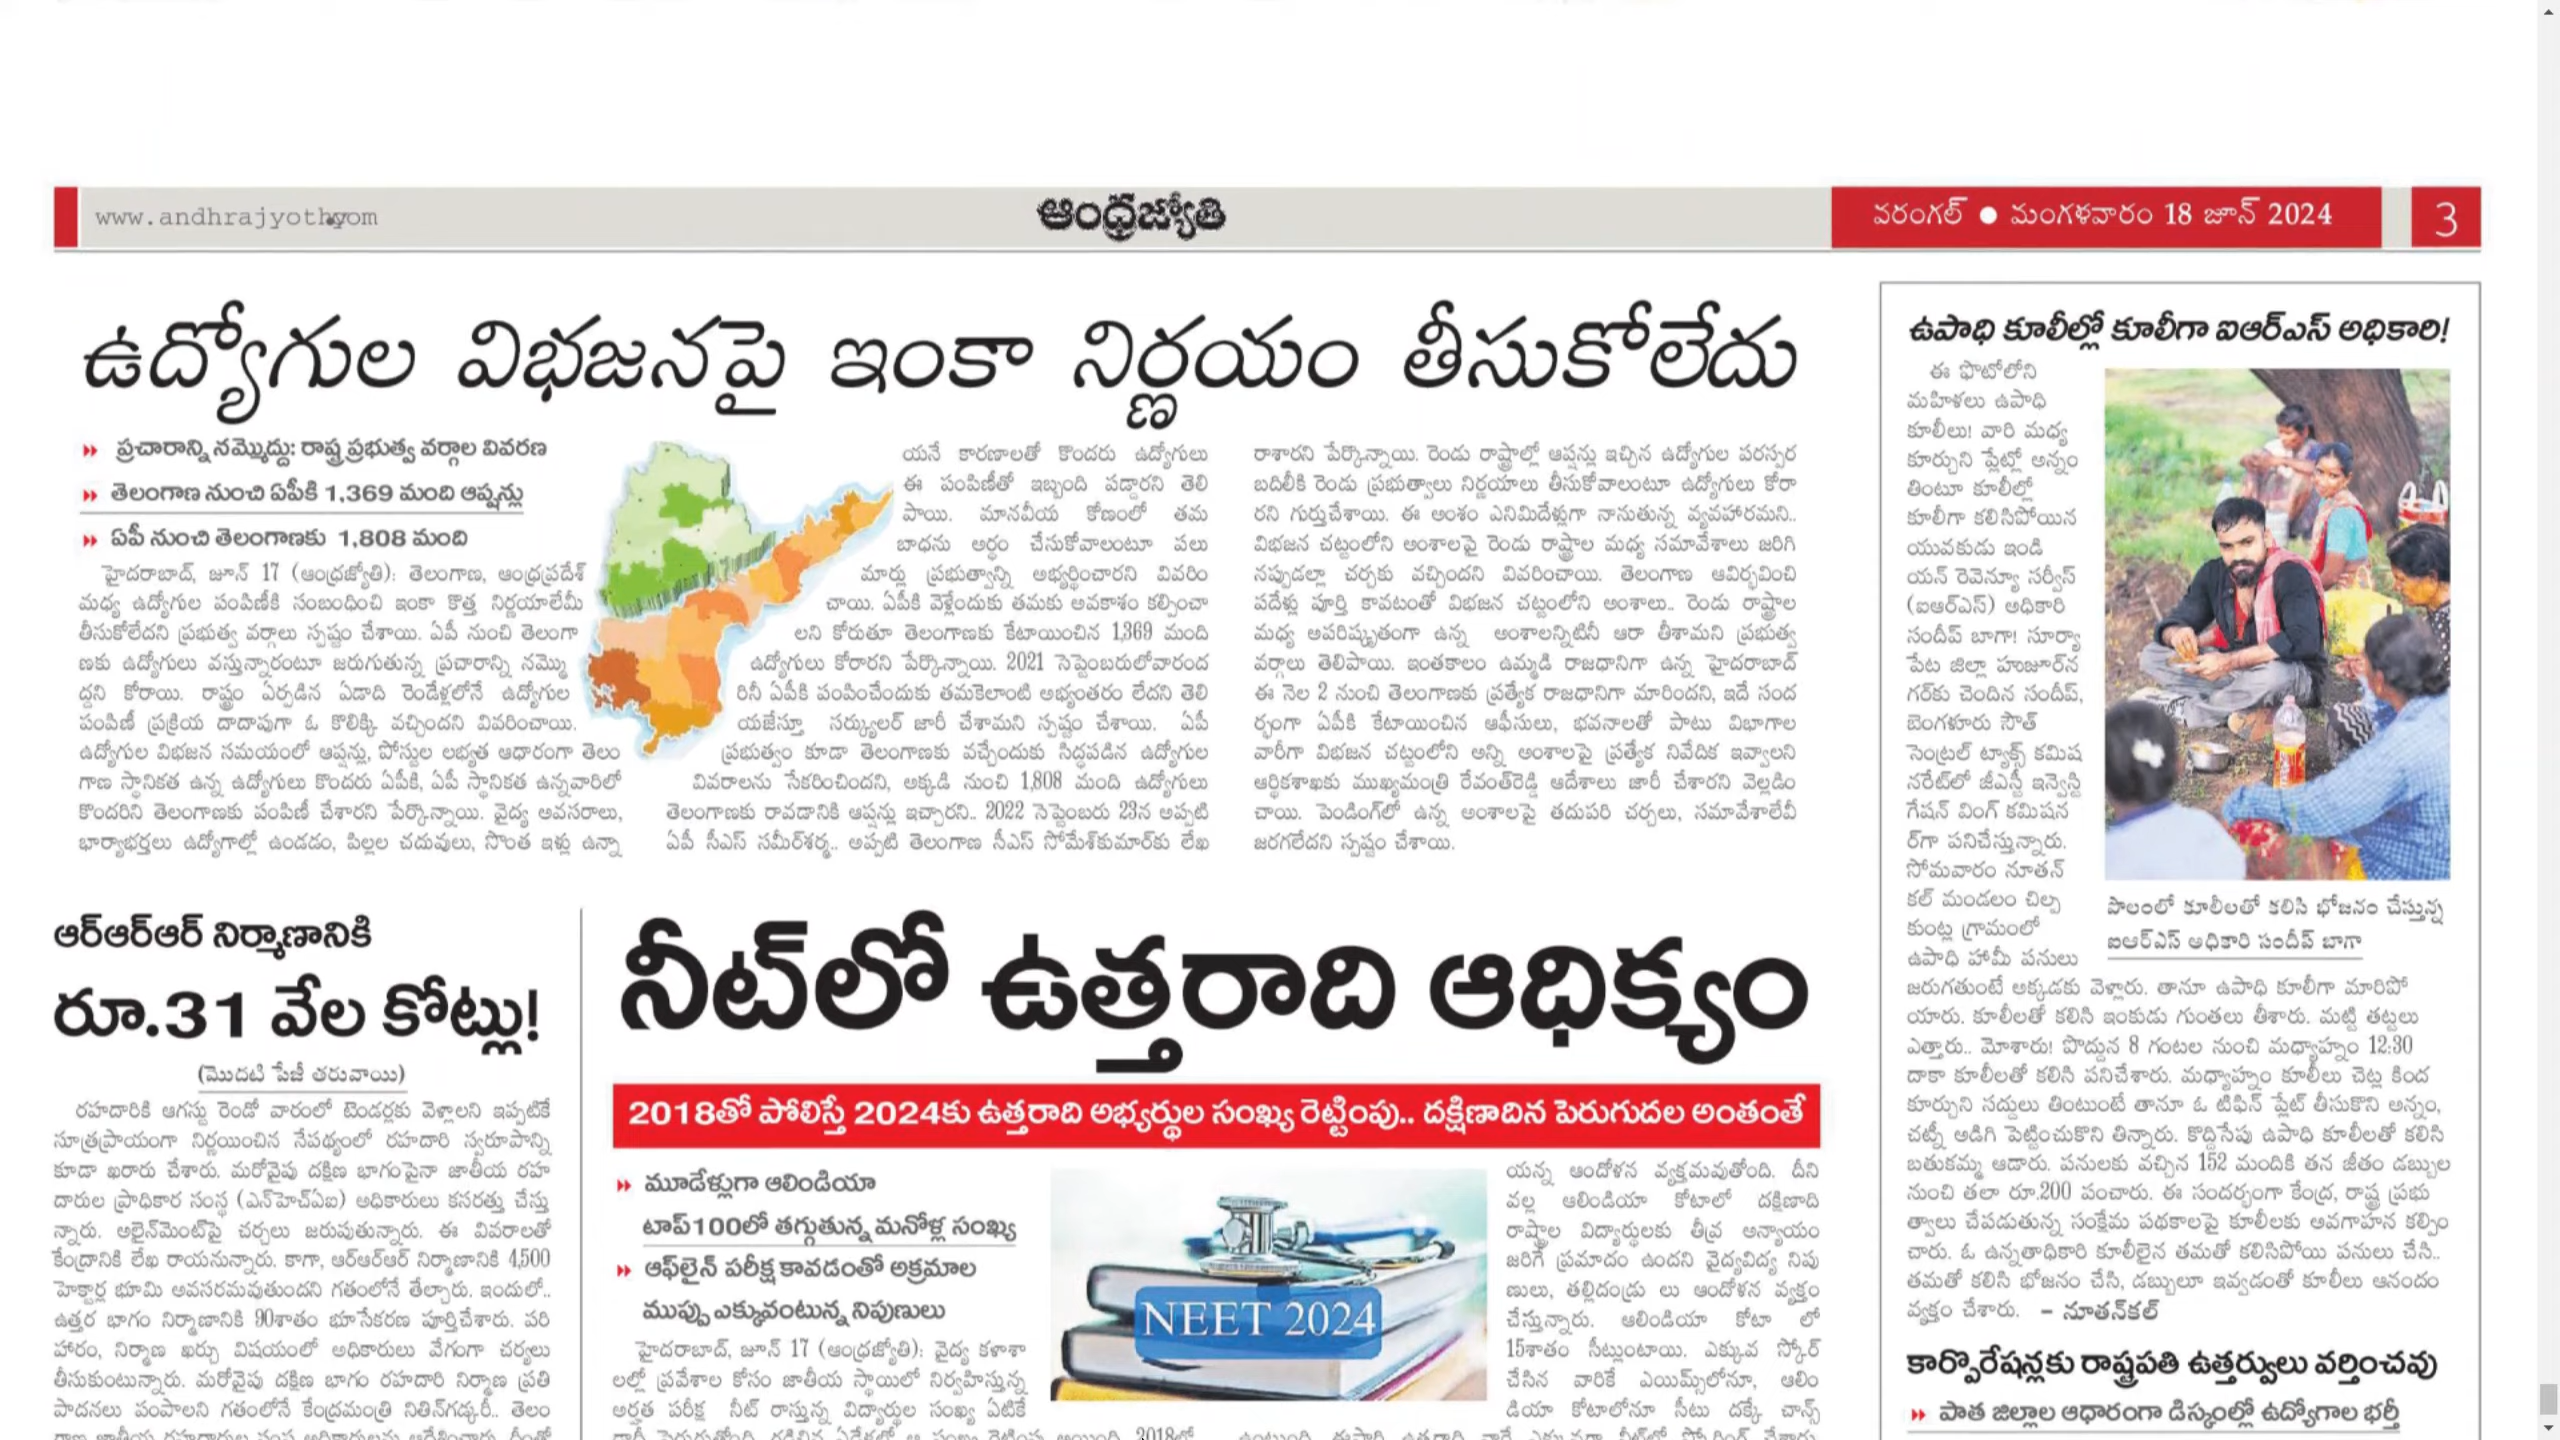 www.andhrajyothy.com
ఆంధ్రజ్యోతి
వరంగల్ ● మంగళవారం 18 జూన్ 2024
3
ఉద్యోగుల విభజనపై ఇంకా నిర్ణయం తీసుకోలేదు
ప్రచారాన్ని నమ్మొద్దు: రాష్ట్ర ప్రభుత్వ వర్గాల వివరణ
తెలంగాణ నుంచి ఏపీకి 1,369 మంది ఆప్షన్లు
ఏపీ నుంచి తెలంగాణకు 1,808 మంది
హైదరాబాద్, జూన్ 17 (ఆంధ్రజ్యోతి): తెలంగాణ, ఆంధ్రప్రదేశ్
మధ్య ఉద్యోగుల పంపిణీకి సంబంధించి ఇంకా కొత్త నిర్ణయాలేమీ
తీసుకోలేదని ప్రభుత్వ వర్గాలు స్పష్టం చేశాయి. ఏపీ నుంచి తెలంగా
ణకు ఉద్యోగులు వస్తున్నారంటూ జరుగుతున్న ప్రచారాన్ని నమ్మొ
ద్దని కోరాయి. రాష్ట్రం ఏర్పడిన ఏడాది రెండేళ్లలోనే ఉద్యోగుల
పంపిణీ ప్రక్రియ దాదాపుగా ఓ కొలిక్కి వచ్చిందని వివరించాయి.
ఉద్యోగుల విభజన సమయంలో ఆప్షన్లు, పోస్టుల లభ్యత ఆధారంగా తెలం
గాణ స్థానికత ఉన్న ఉద్యోగులు కొందరు ఏపీకి, ఏపీ స్థానికత ఉన్నవారిలో
కొందరిని తెలంగాణకు పంపిణీ చేశారని పేర్కొన్నాయి. వైద్య అవసరాలు,
భార్యాభర్తలు ఉద్యోగాల్లో ఉండడం, పిల్లల చదువులు, సొంత ఇళ్లు ఉన్నా
యనే కారణాలతో కొందరు ఉద్యోగులు
ఈ పంపిణీతో ఇబ్బంది పడ్డారని తెలి
పాయి. మానవీయ కోణంలో తమ
బాధను అర్థం చేసుకోవాలంటూ పలు
మార్లు ప్రభుత్వాన్ని అభ్యర్థించారని వివరిం
చాయి. ఏపీకి వెళ్లేందుకు తమకు అవకాశం కల్పించా
లని కోరుతూ తెలంగాణకు కేటాయించిన 1,369 మంది
ఉద్యోగులు కోరారని పేర్కొన్నాయి. 2021 సెప్టెంబరులోవారంద
రినీ ఏపీకి పంపించేందుకు తమకెలాంటి అభ్యంతరం లేదని తెలి
యజేస్తూ సర్క్యులర్ జారీ చేశామని స్పష్టం చేశాయి. ఏపీ
ప్రభుత్వం కూడా తెలంగాణకు వచ్చేందుకు సిద్ధపడిన ఉద్యోగుల
వివరాలను సేకరించిందని, అక్కడి నుంచి 1,808 మంది ఉద్యోగులు
తెలంగాణకు రావడానికి ఆప్షన్లు ఇచ్చారని.. 2022 సెప్టెంబరు 23న అప్పటి
ఏపీ సీఎస్ సమీర్‌శర్మ.. అప్పటి తెలంగాణ సీఎస్ సోమేశ్‌కుమార్‌కు లేఖ
రాశారని పేర్కొన్నాయి. రెండు రాష్ట్రాల్లో ఆప్షన్లు ఇచ్చిన ఉద్యోగుల పరస్పర
బదిలీకి రెండు ప్రభుత్వాలు నిర్ణయాలు తీసుకోవాలంటూ ఉద్యోగులు కోరా
రని గుర్తుచేశాయి. ఈ అంశం ఎనిమిదేళ్లుగా నానుతున్న వ్యవహారమని..
విభజన చట్టంలోని అంశాలపై రెండు రాష్ట్రాల మధ్య సమావేశాలు జరిగి
నప్పుడల్లా చర్చకు వచ్చిందని వివరించాయి. తెలంగాణ ఆవిర్భవించి
పదేళ్లు పూర్తి కావటంతో విభజన చట్టంలోని అంశాలు.. రెండు రాష్ట్రాల
మధ్య అపరిష్కృతంగా ఉన్న అంశాలన్నిటినీ ఆరా తీశామని ప్రభుత్వ
వర్గాలు తెలిపాయి. ఇంతకాలం ఉమ్మడి రాజధానిగా ఉన్న హైదరాబాద్
ఈ నెల 2 నుంచి తెలంగాణకు ప్రత్యేక రాజధానిగా మారిందని, ఇదే సంద
ర్భంగా ఏపీకి కేటాయించిన ఆఫీసులు, భవనాలతో పాటు విభాగాల
వారీగా విభజన చట్టంలోని అన్ని అంశాలపై ప్రత్యేక నివేదిక ఇవ్వాలని
ఆర్థికశాఖకు ముఖ్యమంత్రి రేవంత్‌రెడ్డి ఆదేశాలు జారీ చేశారని వెల్లడిం
చాయి. పెండింగ్‌లో ఉన్న అంశాలపై తదుపరి చర్చలు, సమావేశాలేవీ
జరగలేదని స్పష్టం చేశాయి.
ఆర్ఆర్ఆర్ నిర్మాణానికి
రూ.31 వేల కోట్లు!
(మొదటి పేజీ తరువాయి)
రహదారికి ఆగస్టు రెండో వారంలో టెండర్లకు వెళ్లాలని ఇప్పటికే
సూత్రప్రాయంగా నిర్ణయించిన నేపథ్యంలో రహదారి స్వరూపాన్ని
కూడా ఖరారు చేశారు. మరోవైపు దక్షిణ భాగంపైనా జాతీయ రహ
దారుల ప్రాధికార సంస్థ (ఎన్‌హెచ్‌ఏఐ) అధికారులు కసరత్తు చేస్తు
న్నారు. అలైన్‌మెంట్‌పై చర్చలు జరుపుతున్నారు. ఈ వివరాలతో
కేంద్రానికి లేఖ రాయనున్నారు. కాగా, ఆర్ఆర్ఆర్ నిర్మాణానికి 4,500
హెక్టార్ల భూమి అవసరమవుతుందని గతంలోనే తేల్చారు. ఇందులో..
ఉత్తర భాగం నిర్మాణానికి 90శాతం భూసేకరణ పూర్తిచేశారు. పరి
హారం, నిర్మాణ ఖర్చు విషయంలో అధికారులు వేగంగా చర్యలు
తీసుకుంటున్నారు. మరోవైపు దక్షిణ భాగం రహదారి నిర్మాణ ప్రతి
పాదనలు పంపాలని గతంలోనే కేంద్రమంత్రి నితిన్‌గడ్కరీ.. తెలం
నీట్‌లో ఉత్తరాది ఆధిక్యం
2018తో పోలిస్తే 2024కు ఉత్తరాది అభ్యర్థుల సంఖ్య రెట్టింపు.. దక్షిణాదిన పెరుగుదల అంతంతే
మూడేళ్లుగా ఆలిండియా
టాప్100లో తగ్గుతున్న మనోళ్ల సంఖ్య
ఆఫ్‌లైన్ పరీక్ష కావడంతో అక్రమాల
ముప్పు ఎక్కువంటున్న నిపుణులు
హైదరాబాద్, జూన్ 17 (ఆంధ్రజ్యోతి): వైద్య కళాశా
లల్లో ప్రవేశాల కోసం జాతీయ స్థాయిలో నిర్వహిస్తున్న
అర్హత పరీక్ష నీట్ రాస్తున్న విద్యార్థుల సంఖ్య ఏటికే
NEET 2024
యన్న ఆందోళన వ్యక్తమవుతోంది. దీని
వల్ల ఆలిండియా కోటాలో దక్షిణాది
రాష్ట్రాల విద్యార్థులకు తీవ్ర అన్యాయం
జరిగే ప్రమాదం ఉందని వైద్యవిద్య నిపు
ణులు, తల్లిదండ్రు లు ఆందోళన వ్యక్తం
చేస్తున్నారు. ఆలిండియా కోటా లో
15శాతం సీట్లుంటాయి. ఎక్కువ స్కోర్
చేసిన వారికే ఎయిమ్స్‌లోనూ, ఆలిం
డియా కోటాలోనూ సీటు దక్కే చాన్స్
ఉపాధి కూలీల్లో కూలీగా ఐఆర్ఎస్ అధికారి!
ఈ ఫొటోలోని
మహిళలు ఉపాధి
కూలీలు! వారి మధ్య
కూర్చుని ప్లేట్లో అన్నం
తింటూ కూలీల్లో
కూలీగా కలిసిపోయిన
యువకుడు ఇండి
యన్ రెవెన్యూ సర్వీస్
(ఐఆర్ఎస్) అధికారి
సందీప్ బాగా! సూర్యా
పేట జిల్లా హుజూర్‌న
గర్‌కు చెందిన సందీప్,
బెంగళూరు సౌత్
సెంట్రల్ ట్యాక్స్ కమిష
నరేట్‌లో జీఎస్టీ ఇన్వెస్టి
గేషన్ వింగ్ కమిషన
ర్‌గా పనిచేస్తున్నారు.
సోమవారం నూతన్
కల్ మండలం చిల్ప
కుంట్ల గ్రామంలో
ఉపాధి హామీ పనులు
పొలంలో కూలీలతో కలిసి భోజనం చేస్తున్న
ఐఆర్ఎస్ అధికారి సందీప్ బాగా
జరుగతుంటే అక్కడకు వెళ్లారు. తానూ ఉపాధి కూలీగా మారిపో
యారు. కూలీలతో కలిసి ఇంకుడు గుంతలు తీశారు. మట్టి తట్టలు
ఎత్తారు.. మోశారు! పొద్దున 8 గంటల నుంచి మధ్యాహ్నం 12:30
దాకా కూలీలతో కలిసి పనిచేశారు. మధ్యాహ్నం కూలీలు చెట్ల కింద
కూర్చుని సద్దులు తింటుంటే తానూ ఓ టిఫిన్ ప్లేట్ తీసుకొని అన్నం,
చట్నీ అడిగి పెట్టించుకొని తిన్నారు. కొద్దిసేపు ఉపాధి కూలీలతో కలిసి
బతుకమ్మ ఆడారు. పనులకు వచ్చిన 152 మందికి తన జీతం డబ్బుల
నుంచి తలా రూ.200 పంచారు. ఈ సందర్భంగా కేంద్ర, రాష్ట్ర ప్రభు
త్వాలు చేపడుతున్న సంక్షేమ పథకాలపై కూలీలకు అవగాహన కల్పిం
చారు. ఓ ఉన్నతాధికారి కూలీలైన తమతో కలిసిపోయి పనులు చేసి..
తమతో కలిసి భోజనం చేసి, డబ్బులూ ఇవ్వడంతో కూలీలు ఆనందం
వ్యక్తం చేశారు. – నూతన్‌కల్
కార్పొరేషన్లకు రాష్ట్రపతి ఉత్తర్వులు వర్తించవు
పాత జిల్లాల ఆధారంగా డిస్కంల్లో ఉద్యోగాల భర్తీ